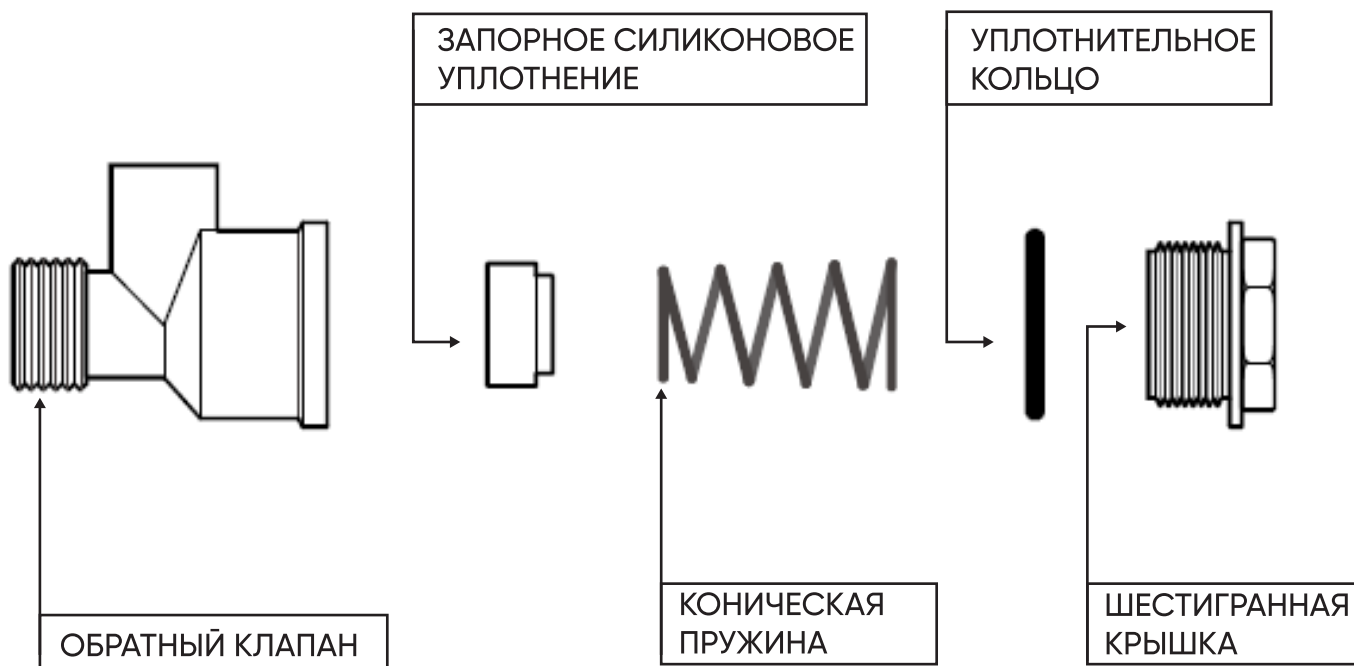 ЗАПОРНОЕ СИЛИКОНОВОЕ
УПЛОТНЕНИЕ
УПЛОТНИТЕЛЬНОЕ
КОЛЬЦО
ОБРАТНЫЙ КЛАПАН
КОНИЧЕСКАЯ
ПРУЖИНА
ШЕСТИГРАННАЯ
КРЫШКА